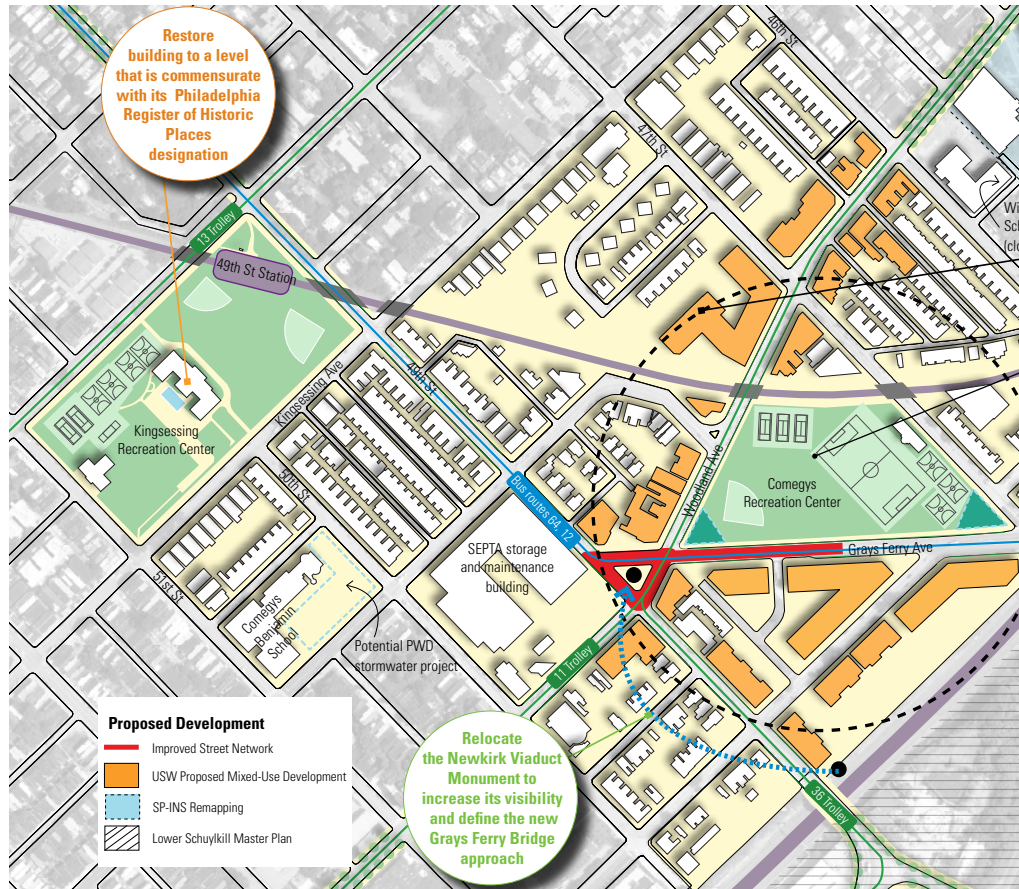 Restore
building to a level
that is commensurate
with its Philadelphia
Register of Historic
Places
designation
46th St
47th St
13 Trolley
49th St Station
Wi
Sch
(clo
49th St
Kingsessing Ave
Kingsessing
Recreation Center
50th St
51st St
Bus routes 64, 12
Woodland Ave
Comegys
Recreation Center
Grays Ferry Ave
SEPTA storage
and maintenance
building
Comegys
Benjamin
School
Potential PWD
stormwater project
11 Trolley
36 Trolley
Relocate
the Newkirk Viaduct
Monument to
increase its visibility
and define the new
Grays Ferry Bridge
approach
Proposed Development
Improved Street Network
USW Proposed Mixed-Use Development
SP-INS Remapping
Lower Schuylkill Master Plan